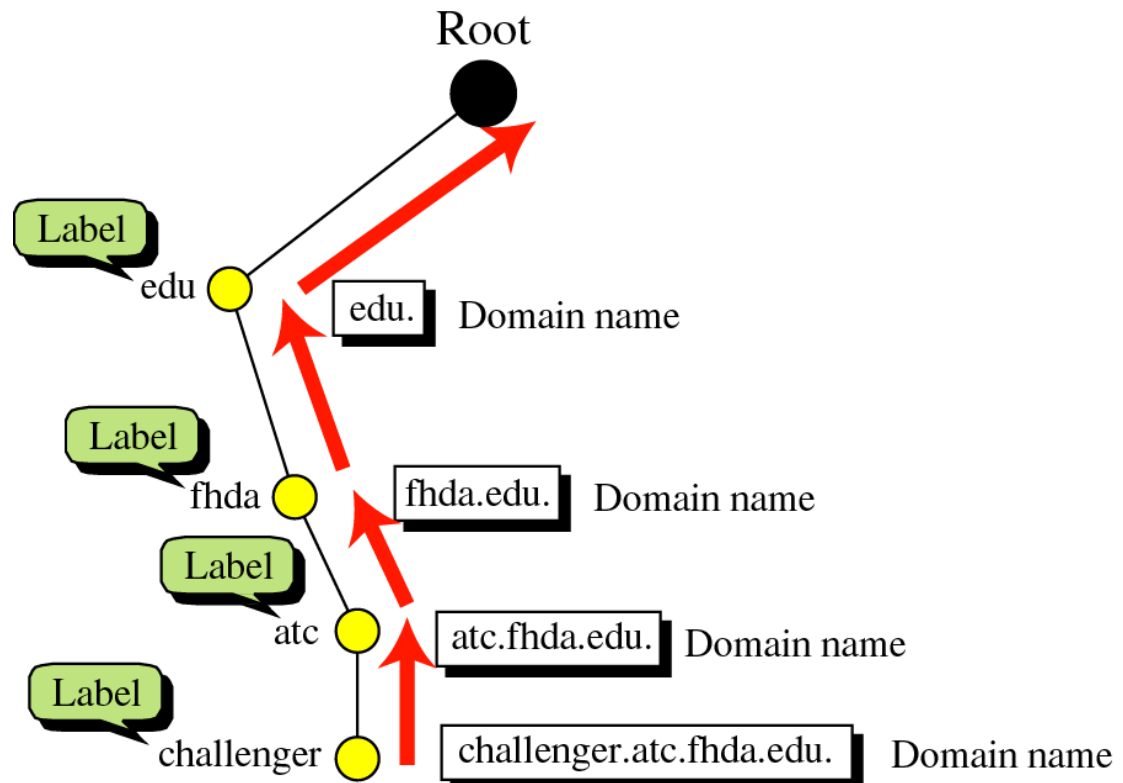 Root
Label
edu
edu. Domain name
Label
fhda
fhda.edu. Domain name
Label
atc
atc.fhda.edu. Domain name
Label
challenger
challenger.atc.fhda.edu. Domain name